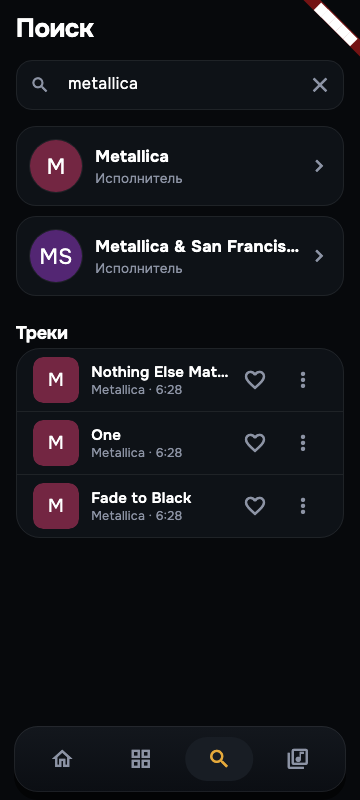 Поиск
metallica
M
Metallica
Исполнитель
MS
Metallica & San Francis...
Исполнитель
Треки
M
Nothing Else Mat...
Metallica · 6:28
M
One
Metallica · 6:28
M
Fade to Black
Metallica · 6:28